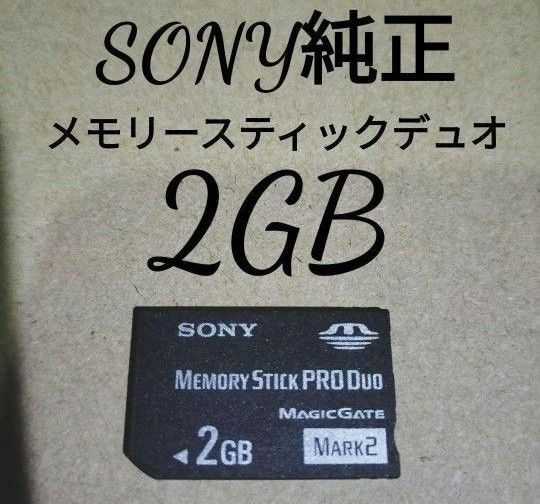 SONY純正
メモリースティックデュオ
2GB
SONY
MEMORY STICK PRO DUO
MAGICGATE
◀2GB
MARK2